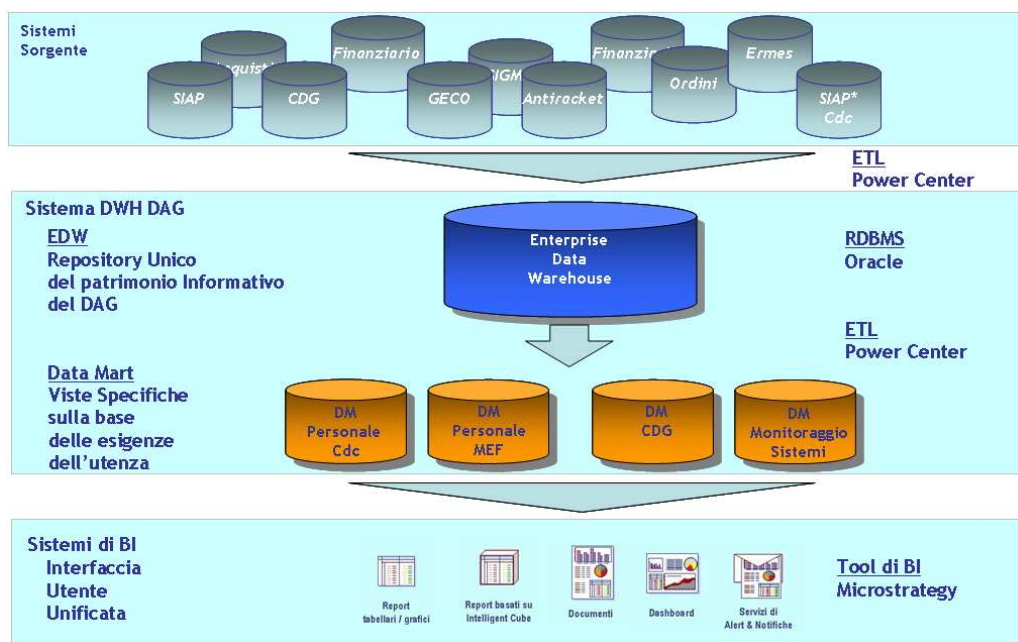 Sistemi
Sorgente
Finanziario
Ermes
SIAP
CDG
GECO
Antiracket
Ordini
SIAP*
Cdc
ETL
Power Center
Sistema DWH DAG
EDW
Repository Unico
del patrimonio Informativo
del DAG
Enterprise
Data
Warehouse
RDBMS
Oracle
ETL
Power Center
Data Mart
Viste Specifiche
sulla base
delle esigenze
dell'utenza
DM
Personale
Cdc
DM
Personale
MEF
DM
CDG
DM
Monitoraggio
Sistemi
Sistemi di BI
Interfaccia
Utente
Unificata
Report
tabellari / grafici
Report basati su
Intelligent Cube
Documenti
Dashboard
Servizi di
Alert & Notifiche
Tool di BI
Microstrategy